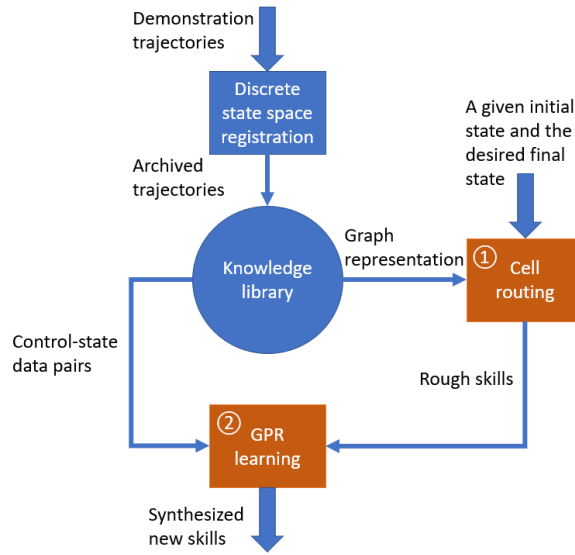 Demonstration
trajectories
Discrete
state space
registration
A given initial
state and the
desired final
state
Archived
trajectories
Knowledge
library
Graph
representation
①
Cell
routing
Control-state
data pairs
Rough skills
②
GPR
learning
Synthesized
new skills